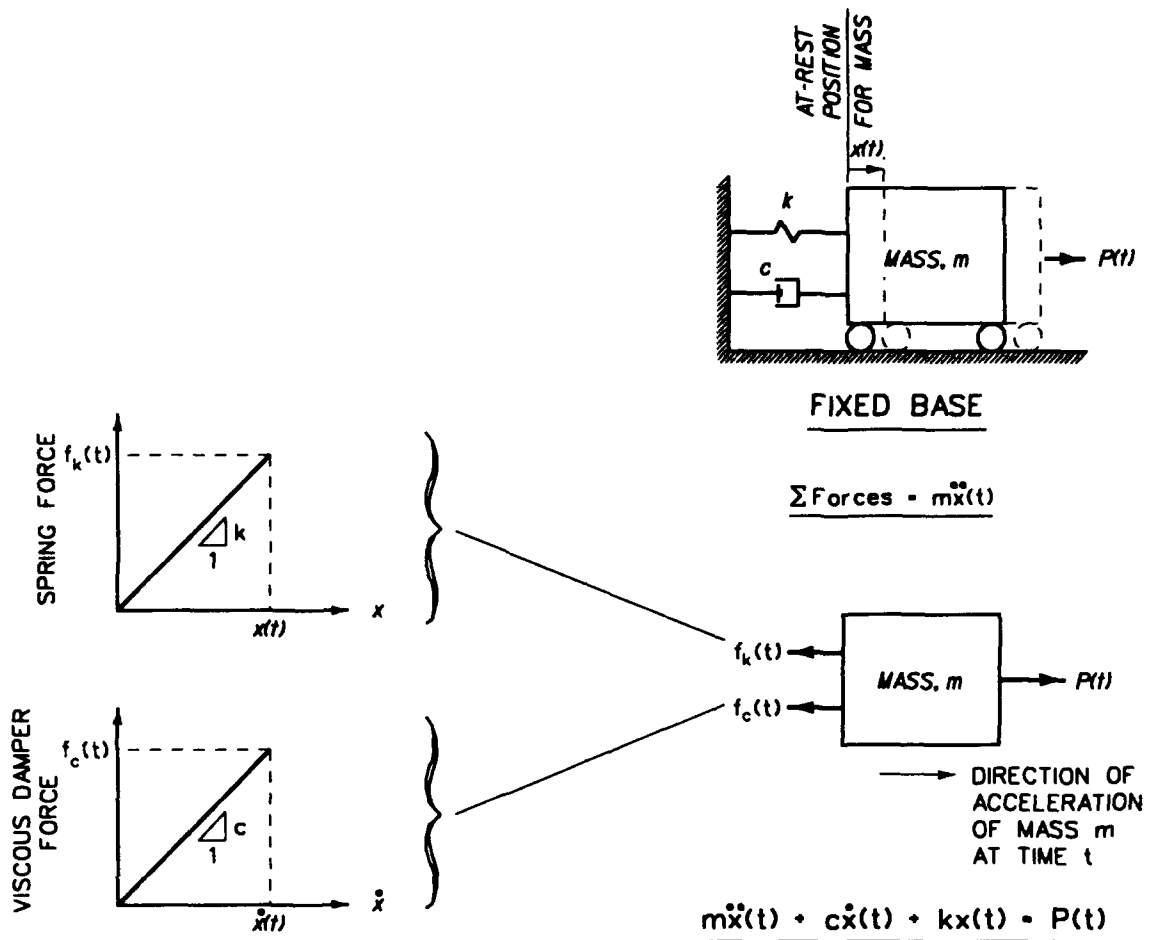 AT-REST
POSITION
FOR MASS
x(t)
k
c
MASS, m
P(t)
FIXED BASE
ΣForces = mẍ(t)
SPRING FORCE
f_k(t)
k
1
x(t)
x
f_k(t)
f_c(t)
MASS, m
P(t)
VISCOUS DAMPER
FORCE
f_c(t)
c
1
ẋ(t)
ẋ
DIRECTION OF
ACCELERATION
OF MASS m
AT TIME t
mẍ(t) + cẋ(t) + kx(t) = P(t)